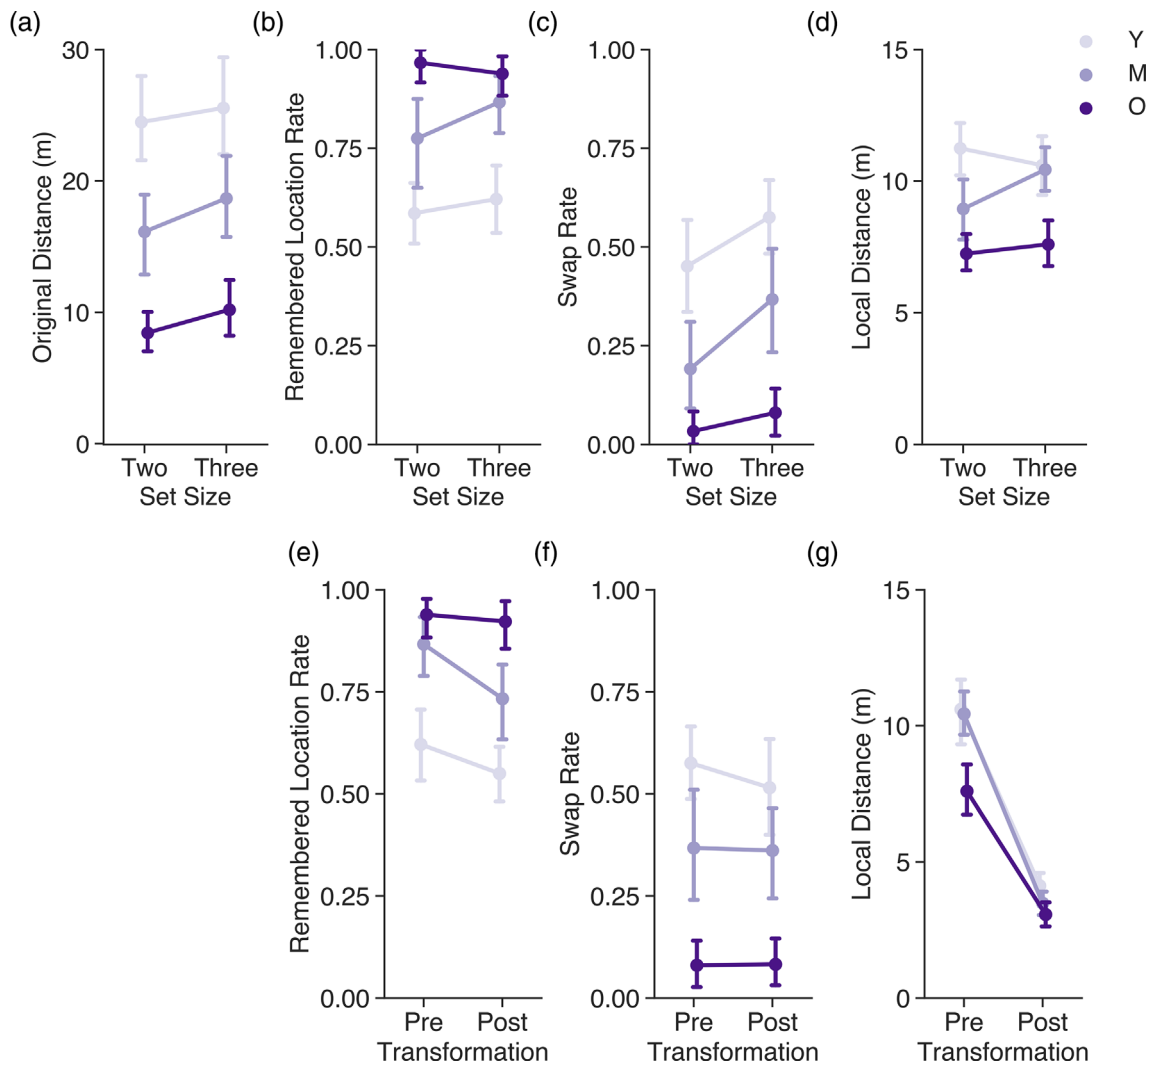 (a)
(b)
(c)
(d)
Y
M
O
30
20
10
0
Original Distance (m)
Two Three
Set Size
1.00
0.75
0.50
0.25
0.00
Remembered Location Rate
Two Three
Set Size
1.00
0.75
0.50
0.25
0.00
Swap Rate
Two Three
Set Size
15
10
5
0
Local Distance (m)
Two Three
Set Size
(e)
(f)
(g)
1.00
0.75
0.50
0.25
0.00
Remembered Location Rate
Pre Post
Transformation
1.00
0.75
0.50
0.25
0.00
Swap Rate
Pre Post
Transformation
15
10
5
0
Local Distance (m)
Pre Post
Transformation